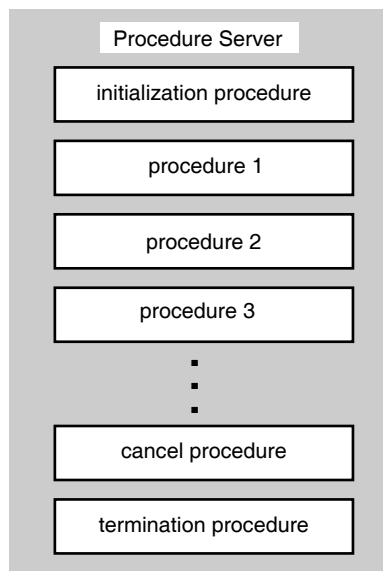 Procedure Server
initialization procedure
procedure 1
procedure 2
procedure 3
cancel procedure
termination procedure